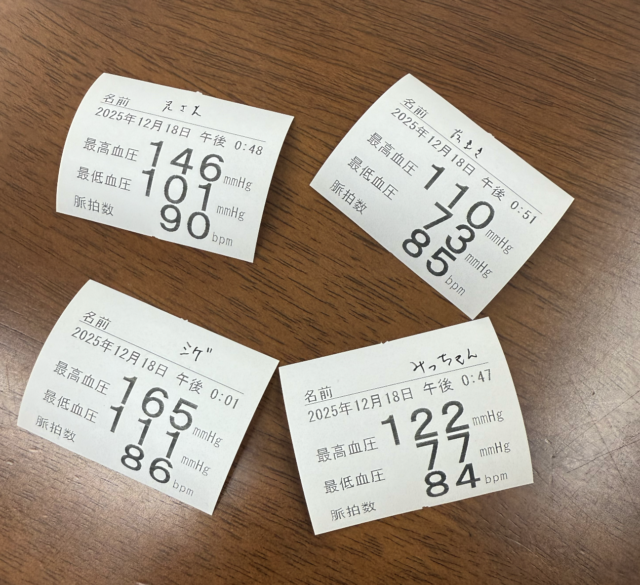 名前
2025年12月18日 午後 0:48
最高血圧 146 mmHg
最低血圧 101 mmHg
脈拍数 90 bpm
名前 たまき
2025年12月18日 午後 0:51
最高血圧 110 mmHg
最低血圧 73 mmHg
脈拍数 85 bpm
名前 シゲ
2025年12月18日 午後 0:01
最高血圧 165 mmHg
最低血圧 111 mmHg
脈拍数 86 bpm
名前 みっちゃん
2025年12月18日 午後 0:47
最高血圧 122 mmHg
最低血圧 77 mmHg
脈拍数 84 bpm